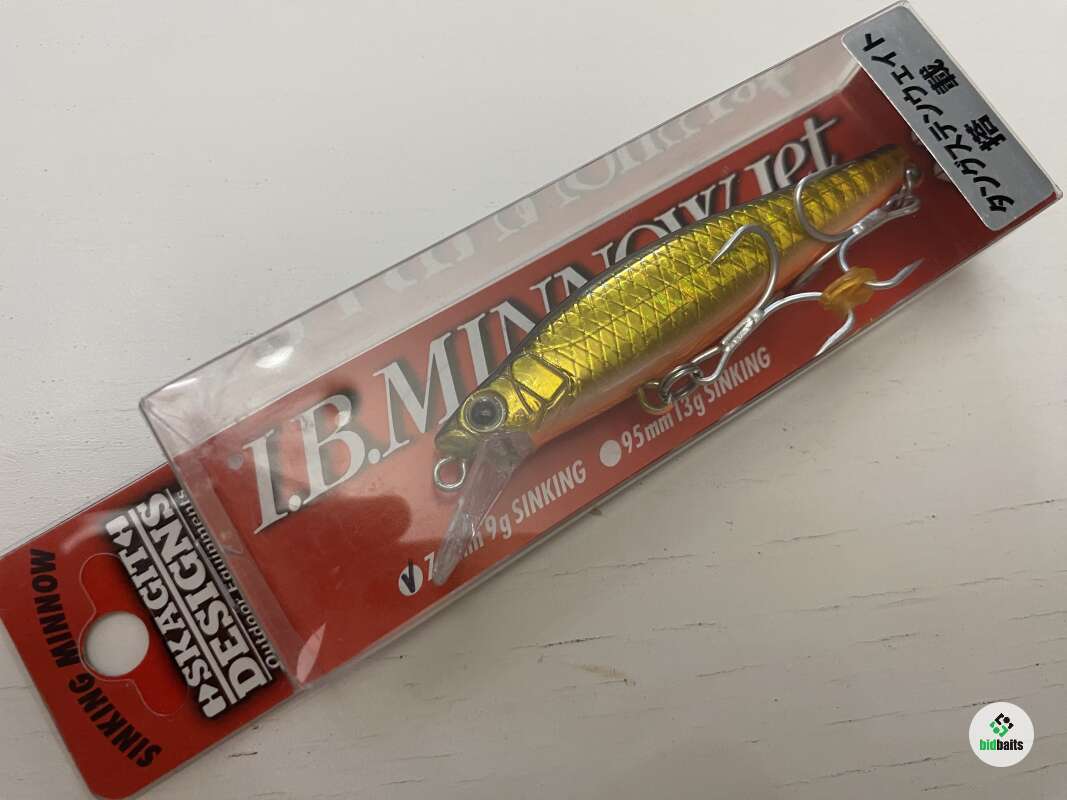 I.B.MINNOW Jet
9g SINKING
95mm 13g SINKING
SKAGIT
DESIGNS
Outdoor Equipments
SINKING MINNOW
タングステンウェイト
搭載
bidbaits